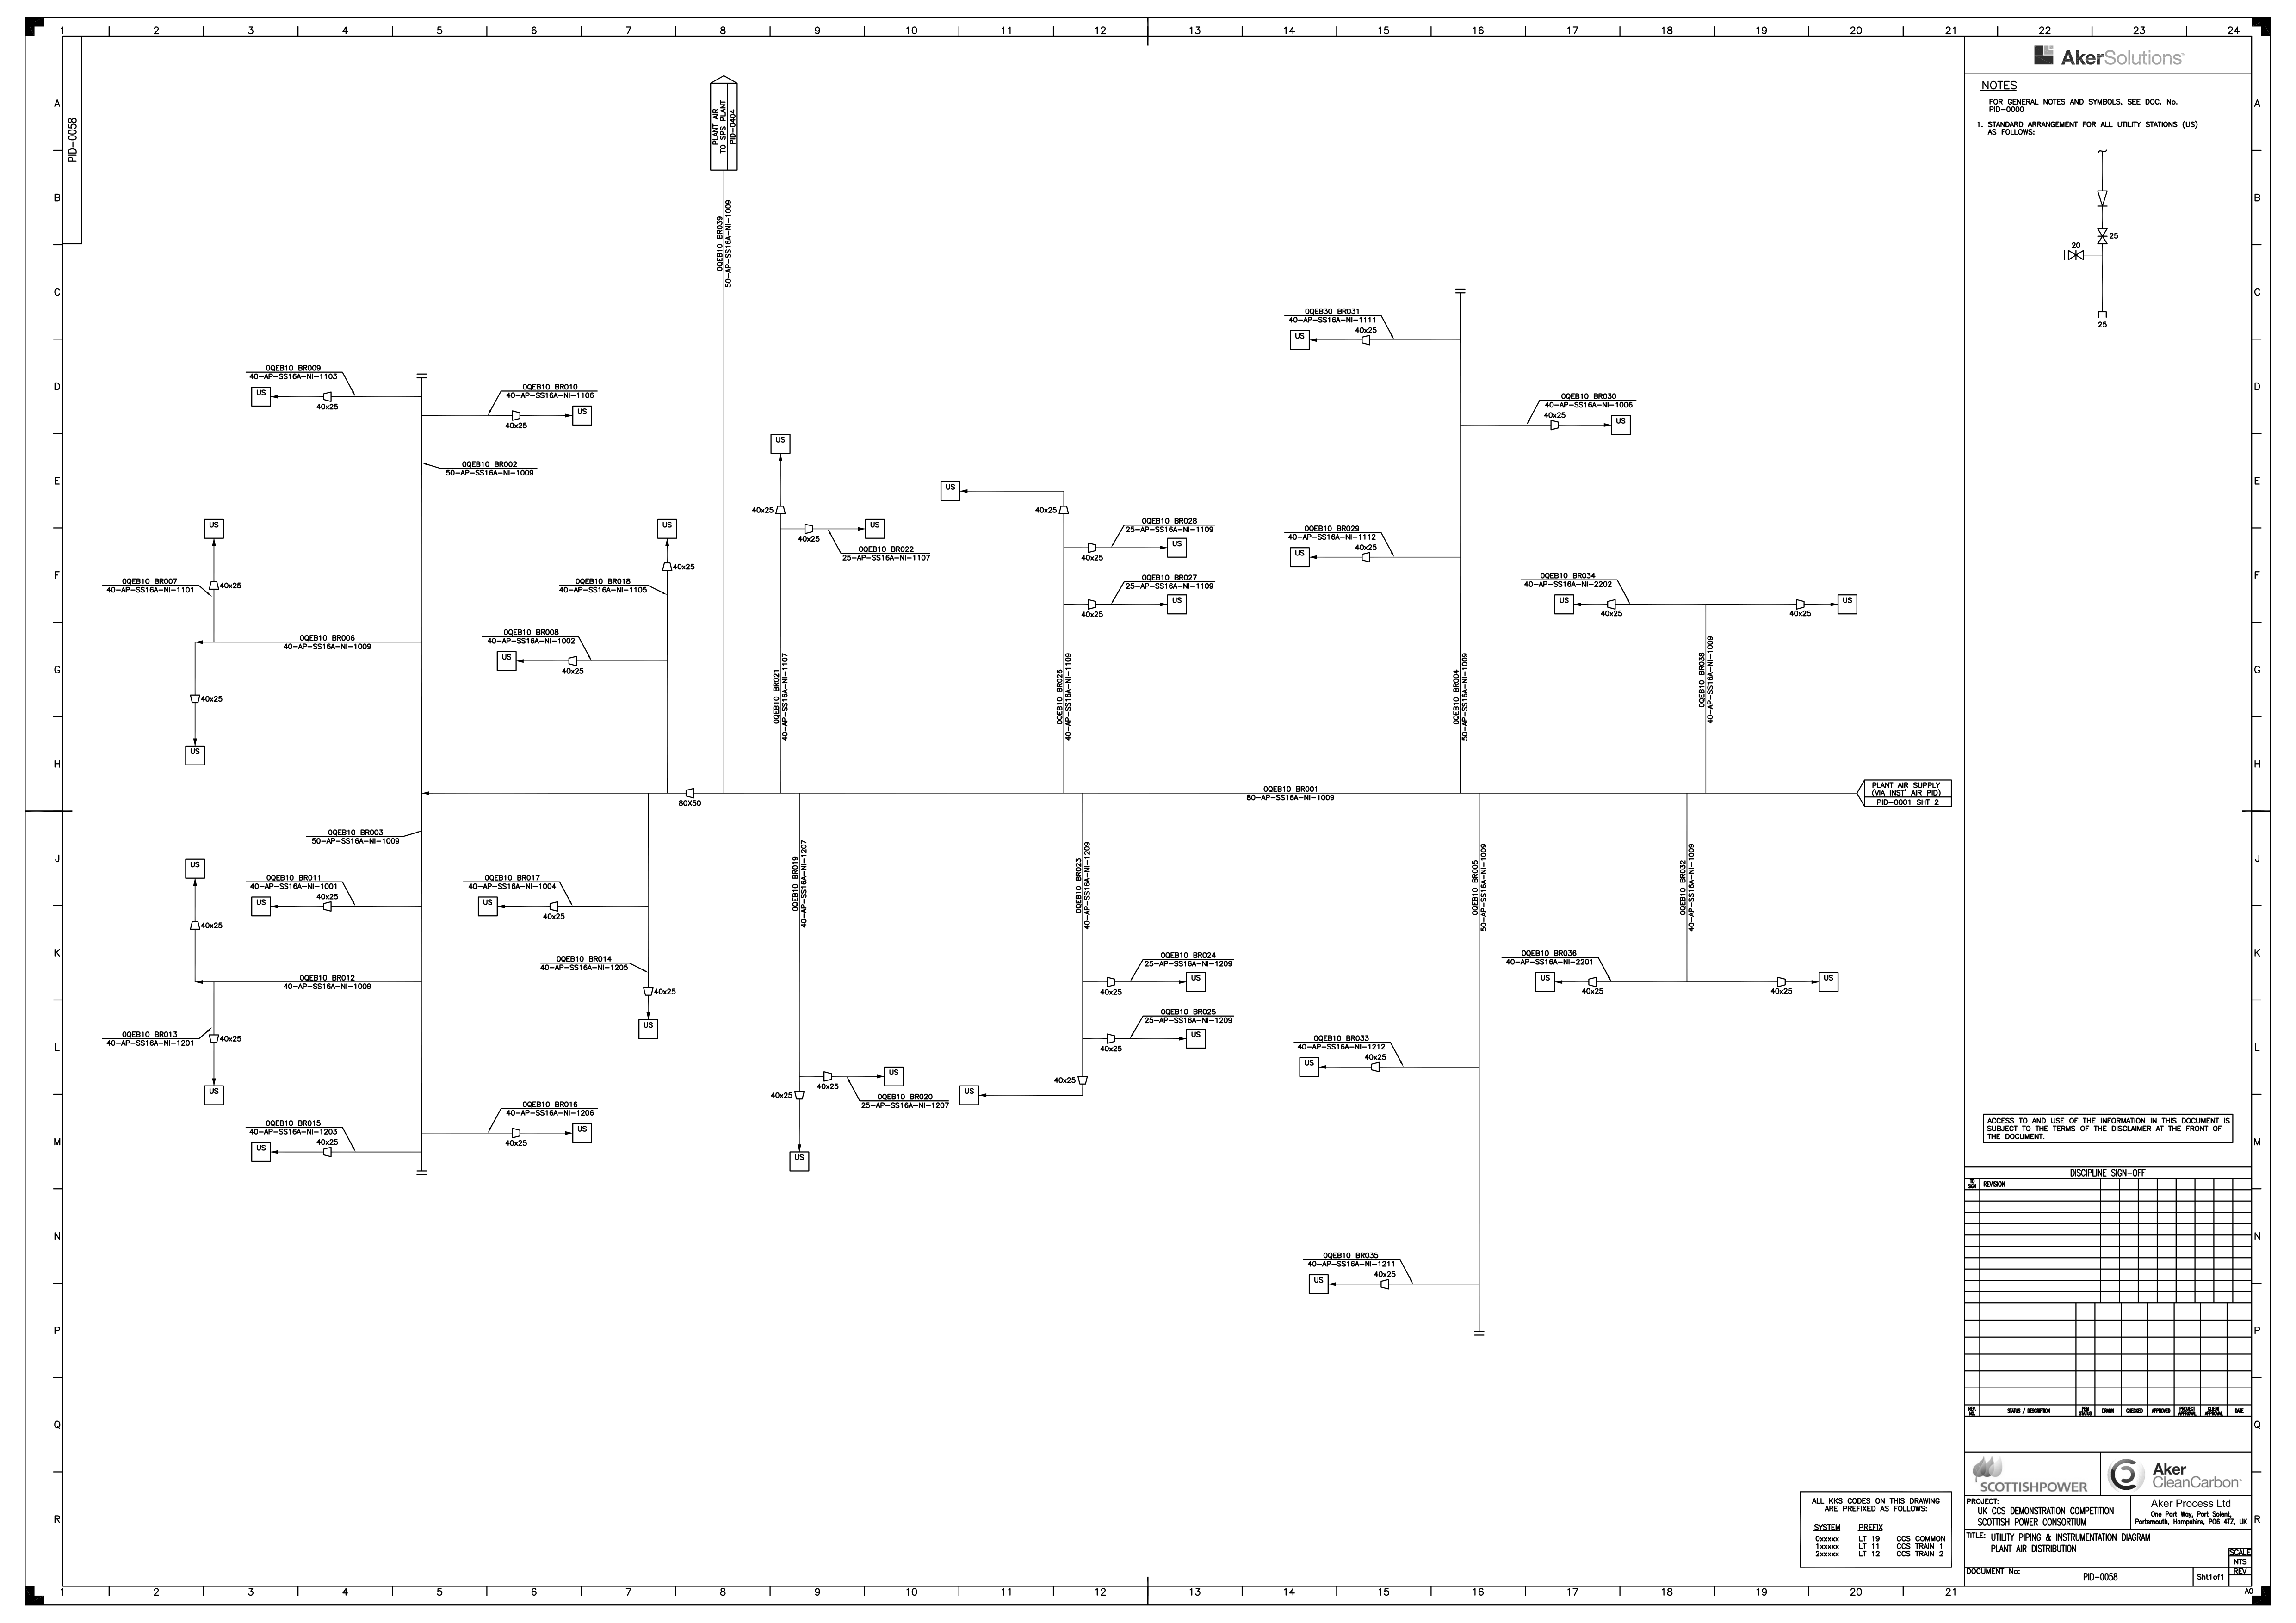 1 2 3 4 5 6 7 8 9 10 11 12 13 14 15 16 17 18 19 20 21 22 23 24
A
B
C
D
E
F
G
H
J
K
L
M
N
P
Q
R
PID-0058
PLANT AIR
TO SPS PLANT
PID-0404
0QEB10 BR039
50-AP-SS16A-NI-1009
0QEB30 BR031
40-AP-SS16A-NI-1111
40x25
US
0QEB10 BR009
40-AP-SS16A-NI-1103
US
40x25
0QEB10 BR010
40-AP-SS16A-NI-1106
US
40x25
0QEB10 BR030
40-AP-SS16A-NI-1006
40x25
US
0QEB10 BR002
50-AP-SS16A-NI-1009
US
40x25
US
40x25
0QEB10 BR022
25-AP-SS16A-NI-1107
US
40x25
0QEB10 BR028
25-AP-SS16A-NI-1109
US
40x25
0QEB10 BR029
40-AP-SS16A-NI-1112
40x25
US
US
0QEB10 BR007
40-AP-SS16A-NI-1101
40x25
US
0QEB10 BR018
40-AP-SS16A-NI-1105
40x25
0QEB10 BR027
25-AP-SS16A-NI-1109
US
40x25
0QEB10 BR034
40-AP-SS16A-NI-2202
US
40x25
US
40x25
0QEB10 BR006
40-AP-SS16A-NI-1009
0QEB10 BR008
40-AP-SS16A-NI-1002
US
40x25
40x25
US
0QEB10 BR021
40-AP-SS16A-NI-1107
0QEB10 BR026
40-AP-SS16A-NI-1109
0QEB10 BR004
50-AP-SS16A-NI-1009
0QEB10 BR038
40-AP-SS16A-NI-1009
80X50
0QEB10 BR001
80-AP-SS16A-NI-1009
PLANT AIR SUPPLY
(VIA INST' AIR PID)
PID-0001 SHT 2
0QEB10 BR003
50-AP-SS16A-NI-1009
US
40x25
0QEB10 BR011
40-AP-SS16A-NI-1001
40x25
US
0QEB10 BR017
40-AP-SS16A-NI-1004
US
40x25
0QEB10 BR019
40-AP-SS16A-NI-1207
0QEB10 BR023
40-AP-SS16A-NI-1209
0QEB10 BR005
50-AP-SS16A-NI-1009
0QEB10 BR032
40-AP-SS16A-NI-1009
0QEB10 BR014
40-AP-SS16A-NI-1205
40x25
US
0QEB10 BR012
40-AP-SS16A-NI-1009
0QEB10 BR013
40-AP-SS16A-NI-1201
40x25
US
0QEB10 BR024
25-AP-SS16A-NI-1209
US
40x25
0QEB10 BR025
25-AP-SS16A-NI-1209
US
40x25
0QEB10 BR036
40-AP-SS16A-NI-2201
US
40x25
US
40x25
0QEB10 BR033
40-AP-SS16A-NI-1212
40x25
US
US
40x25
0QEB10 BR020
25-AP-SS16A-NI-1207
40x25
US
40x25
US
0QEB10 BR015
40-AP-SS16A-NI-1203
40x25
US
0QEB10 BR016
40-AP-SS16A-NI-1206
US
40x25
0QEB10 BR035
40-AP-SS16A-NI-1211
40x25
US
ALL KKS CODES ON THIS DRAWING
ARE PREFIXED AS FOLLOWS:
SYSTEM PREFIX
0xxxxx LT 19 CCS COMMON
1xxxxx LT 11 CCS TRAIN 1
2xxxxx LT 12 CCS TRAIN 2
AkerSolutions
NOTES
FOR GENERAL NOTES AND SYMBOLS, SEE DOC. No.
PID-0000
1. STANDARD ARRANGEMENT FOR ALL UTILITY STATIONS (US)
AS FOLLOWS:
25
20
25
ACCESS TO AND USE OF THE INFORMATION IN THIS DOCUMENT IS
SUBJECT TO THE TERMS OF THE DISCLAIMER AT THE FRONT OF
THE DOCUMENT.
DISCIPLINE SIGN-OFF
TO SIGN REVISION
REV. NO. STATUS / DESCRIPTION PEM STATUS DRAWN CHECKED APPROVED PROJECT APPROVAL CLIENT APPROVAL DATE
SCOTTISHPOWER
Aker
CleanCarbon
PROJECT:
UK CCS DEMONSTRATION COMPETITION
SCOTTISH POWER CONSORTIUM
Aker Process Ltd
One Port Way, Port Solent,
Portsmouth, Hampshire, PO6 4TZ, UK
TITLE: UTILITY PIPING & INSTRUMENTATION DIAGRAM
PLANT AIR DISTRIBUTION
SCALE
NTS
DOCUMENT No:
PID-0058
Sht1of1
REV
A0
1 2 3 4 5 6 7 8 9 10 11 12 13 14 15 16 17 18 19 20 21
A
B
C
D
E
F
G
H
J
K
L
M
N
P
Q
R